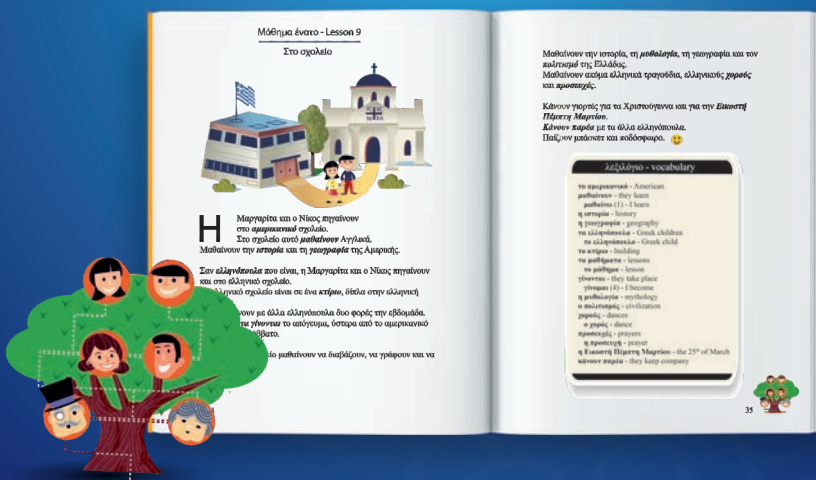 Μάθημα ένατο - Lesson 9
Στο σχολείο
Η Μαργαρίτα και ο Νίκος πηγαίνουν
στο αμερικανικό σχολείο.
Στο σχολείο αυτό μαθαίνουν Αγγλικά.
Μαθαίνουν την ιστορία και τη γεωγραφία της Αμερικής.
Σαν ελληνόπουλα που είναι, η Μαργαρίτα και ο Νίκος πηγαίνουν
και στο ελληνικό σχολείο.
σχολείο είναι σε ένα κτίριο, δίπλα στην ελληνική
με άλλα ελληνόπουλα δυο φορές την εβδομάδα.
γίνονται το απόγευμα, ύστερα από το αμερικανικό
μαθαίνουν να διαβάζουν, να γράφουν και να
Μαθαίνουν την ιστορία, τη μυθολογία, τη γεωγραφία και τον
πολιτισμό της Ελλάδας.
Μαθαίνουν ακόμα ελληνικά τραγούδια, ελληνικούς χορούς
και προσευχές.
Κάνουν γιορτές για τα Χριστούγεννα και για την Εικοστή
Πέμπτη Μαρτίου.
Κάνουν παρέα με τα άλλα ελληνόπουλα.
Παίζουν μπάσκετ και ποδόσφαιρο.
λεξιλόγιο - vocabulary
το αμερικανικό - American
μαθαίνουν - they learn
μαθαίνω (1) - I learn
η ιστορία - history
η γεωγραφία - geography
τα ελληνόπουλα - Greek children
το ελληνόπουλο - Greek child
το κτίριο - building
τα μαθήματα - lessons
το μάθημα - lesson
γίνονται - they take place
γίνομαι (4) - I become
η μυθολογία - mythology
ο πολιτισμός - civilization
χορούς - dances
ο χορός - dance
προσευχές - prayers
η προσευχή - prayer
η Εικοστή Πέμπτη Μαρτίου - the 25th of March
κάνουν παρέα - they keep company
35